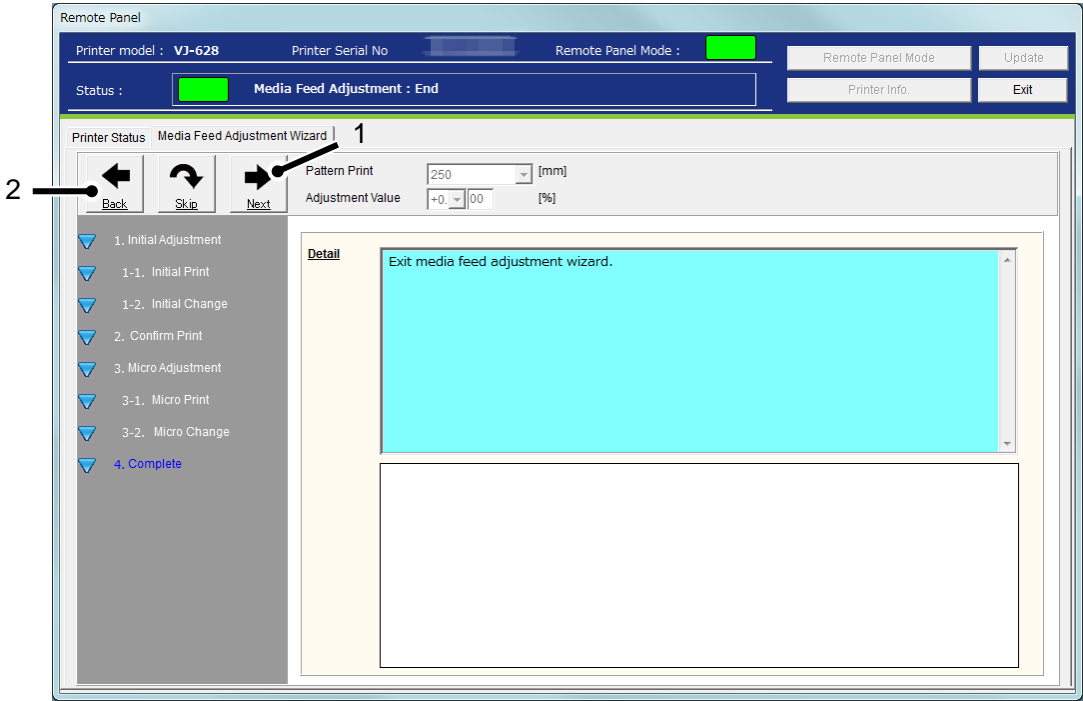 Remote Panel
Printer model : VJ-628 Printer Serial No Remote Panel Mode : Remote Panel Mode Update
Status : Media Feed Adjustment : End Printer Info. Exit
Printer Status Media Feed Adjustment Wizard 1
2 Back Skip Next
Pattern Print 250 [mm]
Adjustment Value +0. 00 [%]
1. Initial Adjustment
1-1. Initial Print
1-2. Initial Change
2. Confirm Print
3. Micro Adjustment
3-1. Micro Print
3-2. Micro Change
4. Complete
Detail
Exit media feed adjustment wizard.